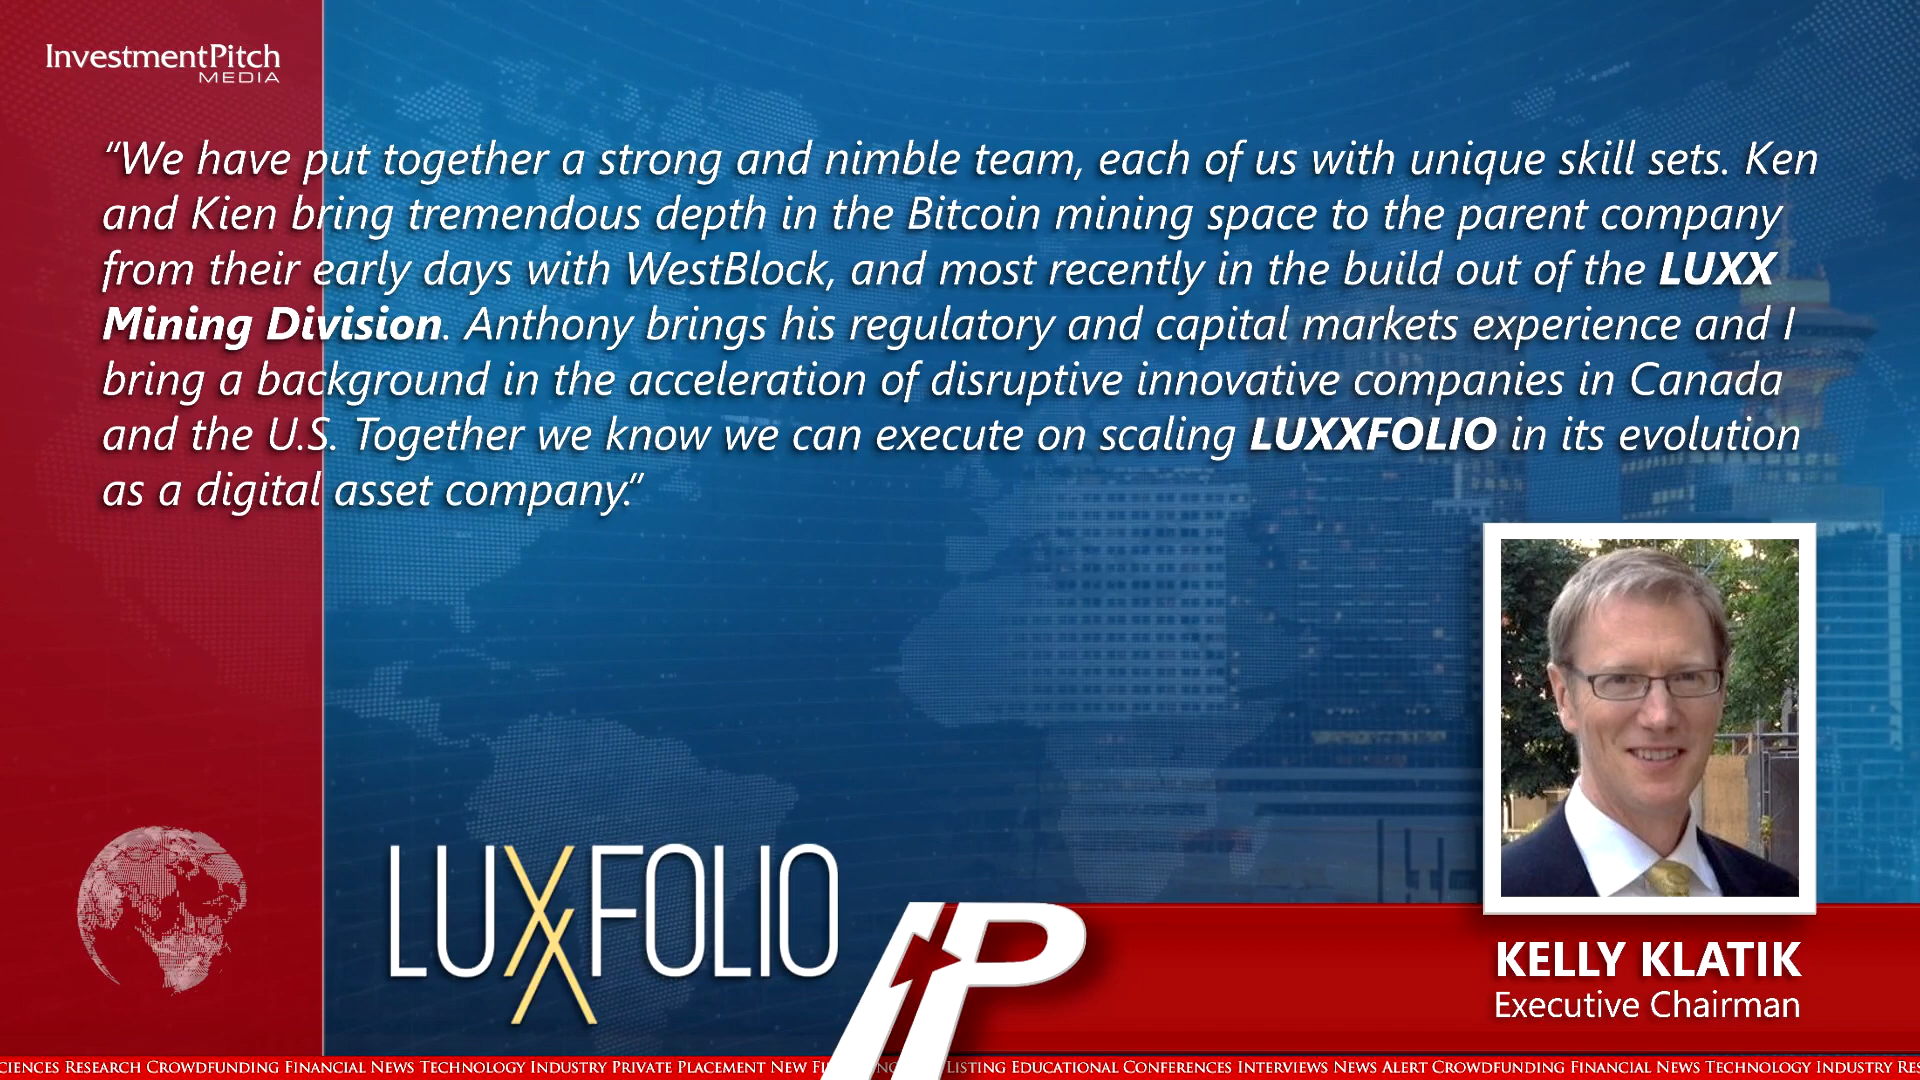 InvestmentPitch
MEDIA
“We have put together a strong and nimble team, each of us with unique skill sets. Ken
and Kien bring tremendous depth in the Bitcoin mining space to the parent company
from their early days with WestBlock, and most recently in the build out of the LUXX
Mining Division. Anthony brings his regulatory and capital markets experience and I
bring a background in the acceleration of disruptive innovative companies in Canada
and the U.S. Together we know we can execute on scaling LUXXFOLIO in its evolution
as a digital asset company.”
LUXXFOLIO
IP
KELLY KLATIK
Executive Chairman
CIENCES RESEARCH CROWDFUNDING FINANCIAL NEWS TECHNOLOGY INDUSTRY PRIVATE PLACEMENT NEW LISTING EDUCATIONAL CONFERENCES INTERVIEWS NEWS ALERT CROWDFUNDING FINANCIAL NEWS TECHNOLOGY INDUSTRY RES